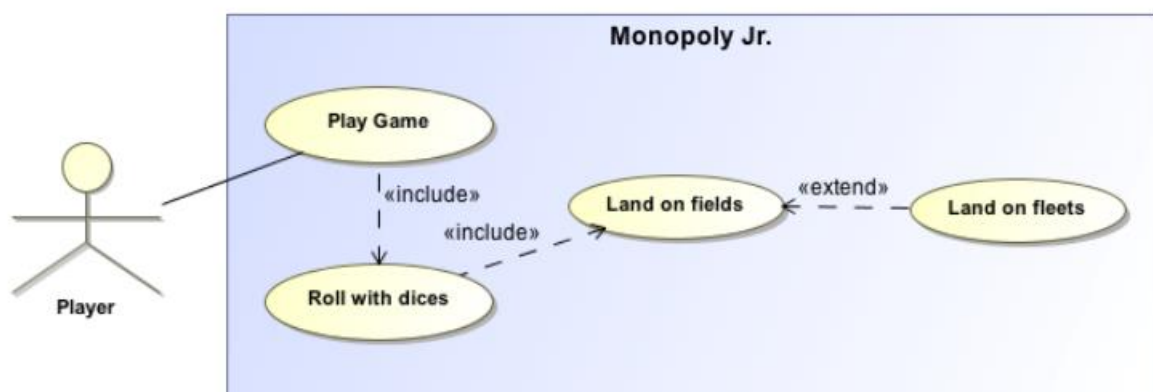 Monopoly Jr.
Play Game
«include»
Land on fields
«extend»
Land on fleets
«include»
Roll with dices
Player